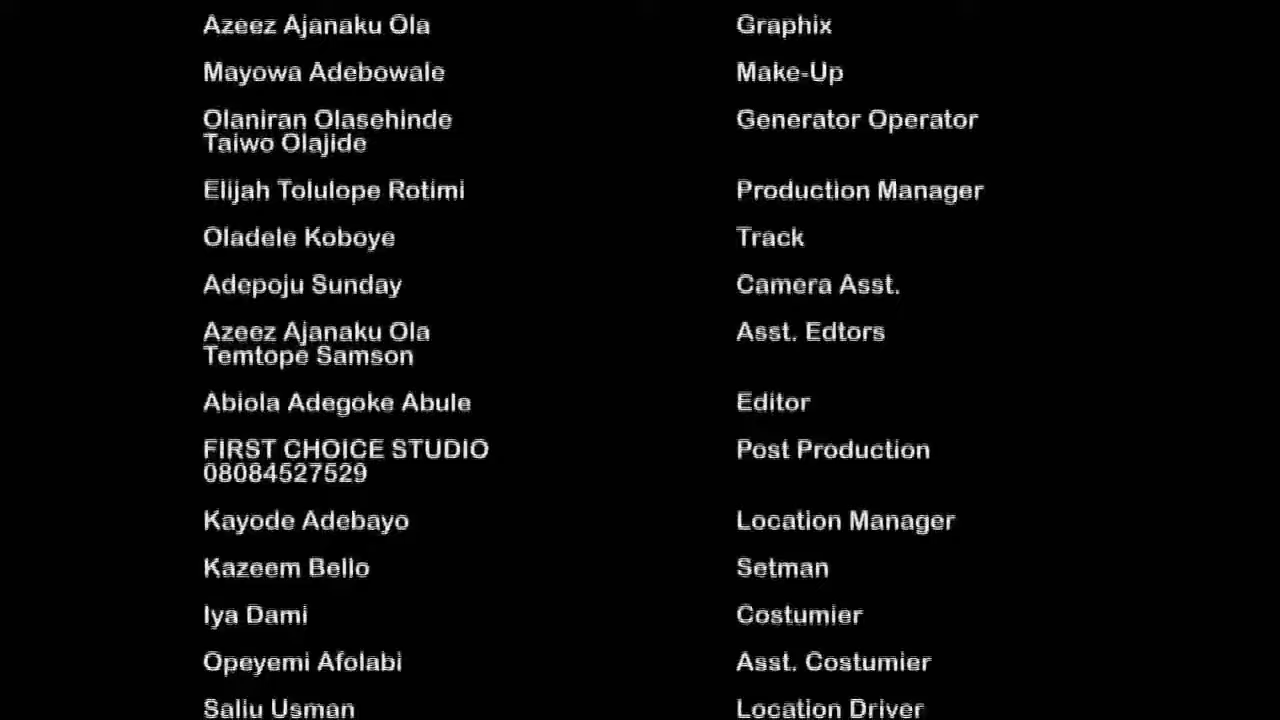 Azeez Ajanaku Ola Graphix
Mayowa Adebowale Make-Up
Olaniran Olasehinde Generator Operator
Taiwo Olajide
Elijah Tolulope Rotimi Production Manager
Oladele Koboye Track
Adepoju Sunday Camera Asst.
Azeez Ajanaku Ola Asst. Edtors
Temtope Samson
Abiola Adegoke Abule Editor
FIRST CHOICE STUDIO Post Production
08084527529
Kayode Adebayo Location Manager
Kazeem Bello Setman
Iya Dami Costumier
Opeyemi Afolabi Asst. Costumier
Saliu Usman Location Driver